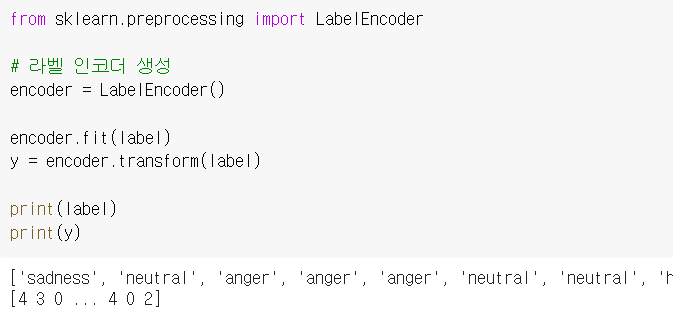 from sklearn.preprocessing import LabelEncoder
# 라벨 인코더 생성
encoder = LabelEncoder()
encoder.fit(label)
y = encoder.transform(label)
print(label)
print(y)
['sadness', 'neutral', 'anger', 'anger', 'anger', 'neutral', 'neutral', 'h
[4 3 0 ... 4 0 2]